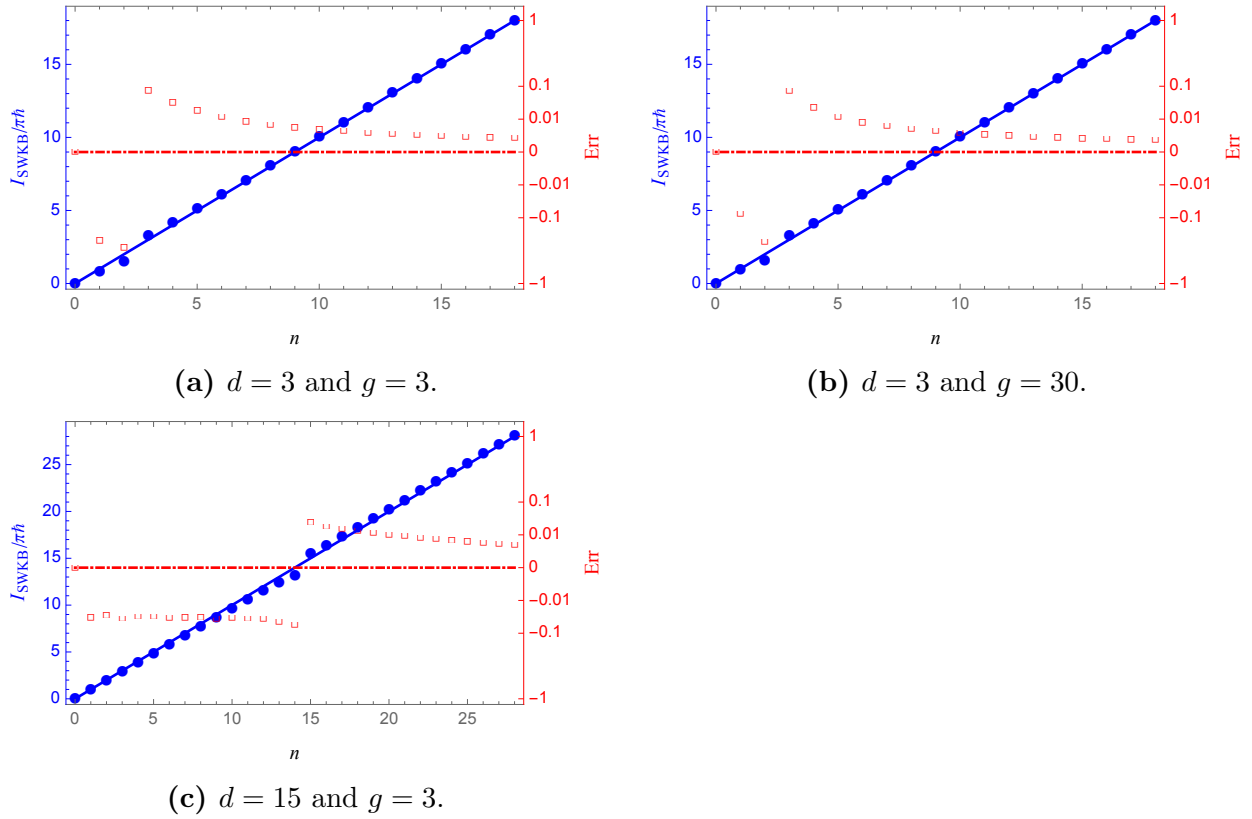 15
10
5
0
I_SWKB/πℏ
1
0.1
0.01
0
-0.01
-0.1
-1
Err
0 5 10 15
n
(a) d = 3 and g = 3.
15
10
5
0
I_SWKB/πℏ
1
0.1
0.01
0
-0.01
-0.1
-1
Err
0 5 10 15
n
(b) d = 3 and g = 30.
25
20
15
10
5
0
I_SWKB/πℏ
1
0.1
0.01
0
-0.01
-0.1
-1
Err
0 5 10 15 20 25
n
(c) d = 15 and g = 3.